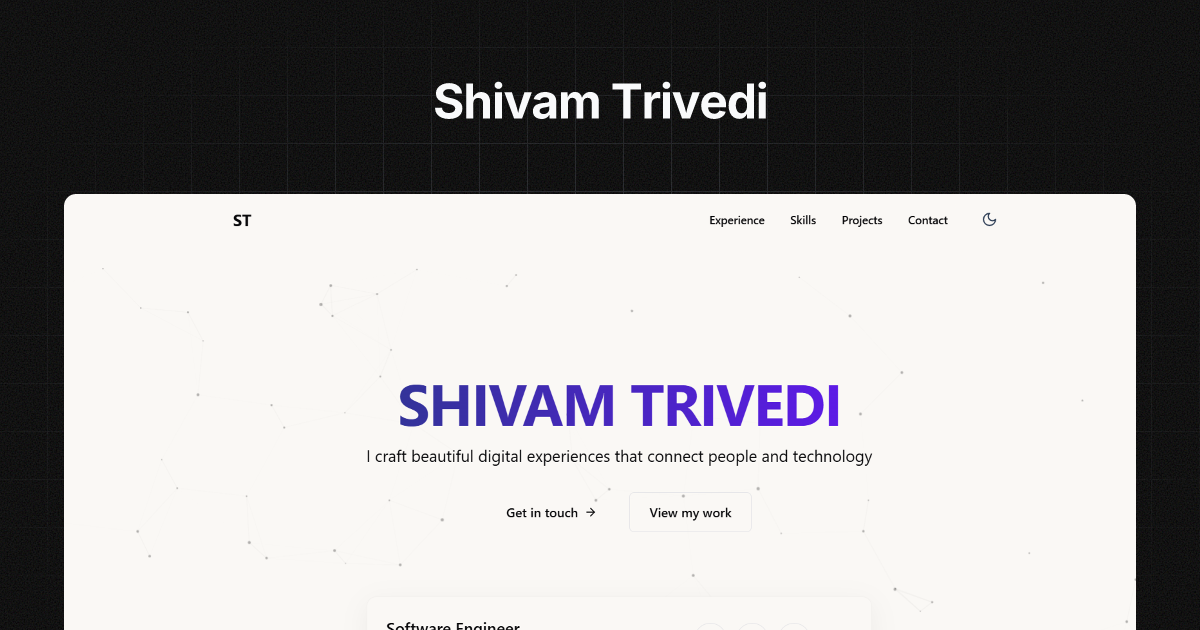 Shivam Trivedi
ST
Experience Skills Projects Contact
SHIVAM TRIVEDI
I craft beautiful digital experiences that connect people and technology
Get in touch → View my work
Software Engineer